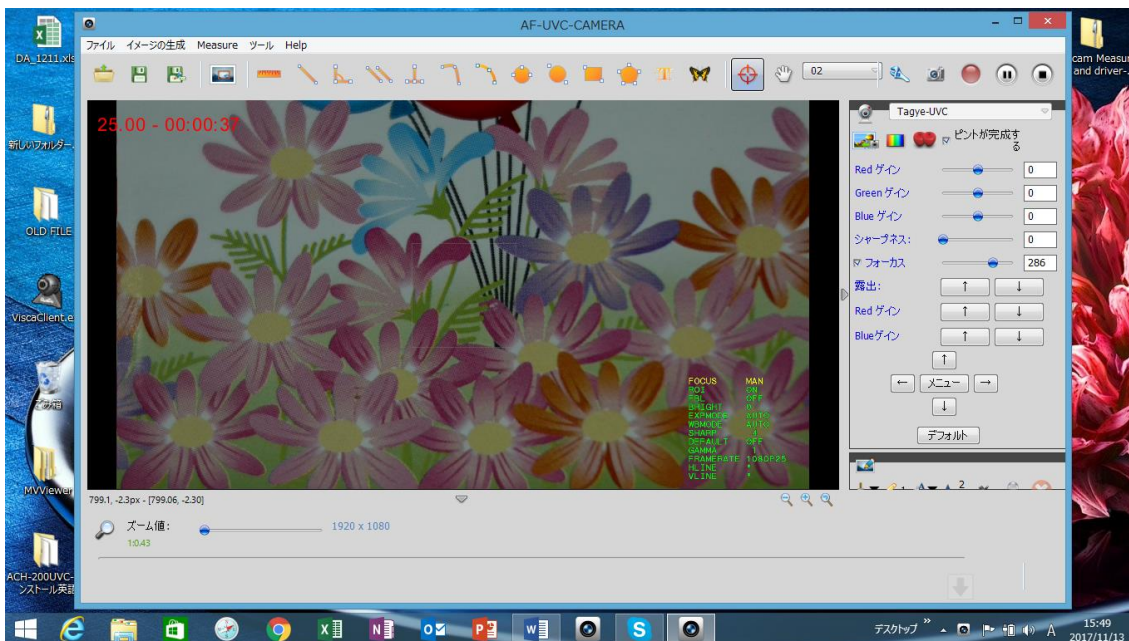 AF-UVC-CAMERA
ファイル イメージの生成 Measure ツール Help
02
25.00 - 00:00:37
FOCUS MAN
ROI ON
FBL OFF
BRIGHT 0
EXPMODE AUTO
WBMODE AUTO
SHARP 4
DEFAULT OFF
GAMMA 1
FRAMERATE 1080P25
HLINE *
VLINE *
Tagye-UVC
ピントが完成す
る
Red ゲイン 0
Green ゲイン 0
Blue ゲイン 0
シャープネス: 0
フォーカス 286
露出: ↑ ↓
Red ゲイン ↑ ↓
Blueゲイン ↑ ↓
↑
← メニュー →
↓
デフォルト
2
799.1, -2.3px - [799.06, -2.30]
ズーム値: 1920 x 1080
1:0.43
DA_1211.xls
新しいフォルダー
OLD FILE
ViscaClient.e
ごみ箱
MVViewer
ACH-200UVC-
ンストール英語
cam Measur
and driver-
デスクトップ
A
15:49
2017/11/13